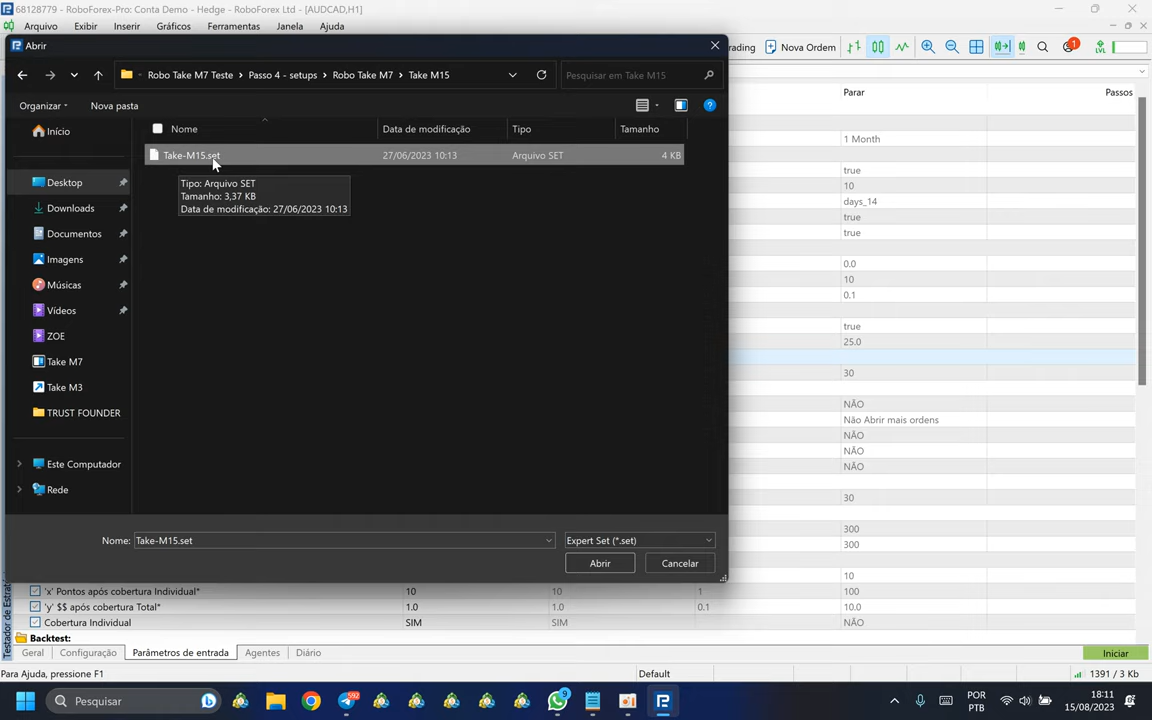 68128779 - RoboForex-Pro: Conta Demo - Hedge - RoboForex Ltd - [AUDCAD,H1]
Arquivo Exibir Inserir Gráficos Ferramentas Janela Ajuda
Abrir
rading Nova Ordem 1 LVL
Robo Take M7 Teste > Passo 4 - setups > Robo Take M7 > Take M15
Pesquisar em Take M15
Parar Passos
Organizar Nova pasta
Início
Nome Data de modificação Tipo Tamanho
1 Month
Take-M15.set 27/06/2023 10:13 Arquivo SET 4 KB
true
Desktop
Tipo: Arquivo SET
Tamanho: 3,37 KB
Data de modificação: 27/06/2023 10:13
10
days_14
Downloads
true
Documentos
true
Imagens
0.0
Músicas
10
0.1
Vídeos
true
ZOE
25.0
Take M7
30
Take M3
NÃO
TRUST FOUNDER
Não Abrir mais ordens
NÃO
NÃO
Este Computador
NÃO
Rede
30
300
Nome: Take-M15.set Expert Set (*.set)
300
Abrir Cancelar
10
'x' Pontos após cobertura Individual* 10 10 1 100
'y' $$ após cobertura Total* 1.0 1.0 0.1 10.0
Cobertura Individual SIM SIM NÃO
Backtest:
Geral Configuração Parâmetros de entrada Agentes Diário Iniciar
Testador de Estrat
Para Ajuda, pressione F1 Default 1391 / 3 Kb
Pesquisar 592 9 POR 18:11
PTB 15/08/2023